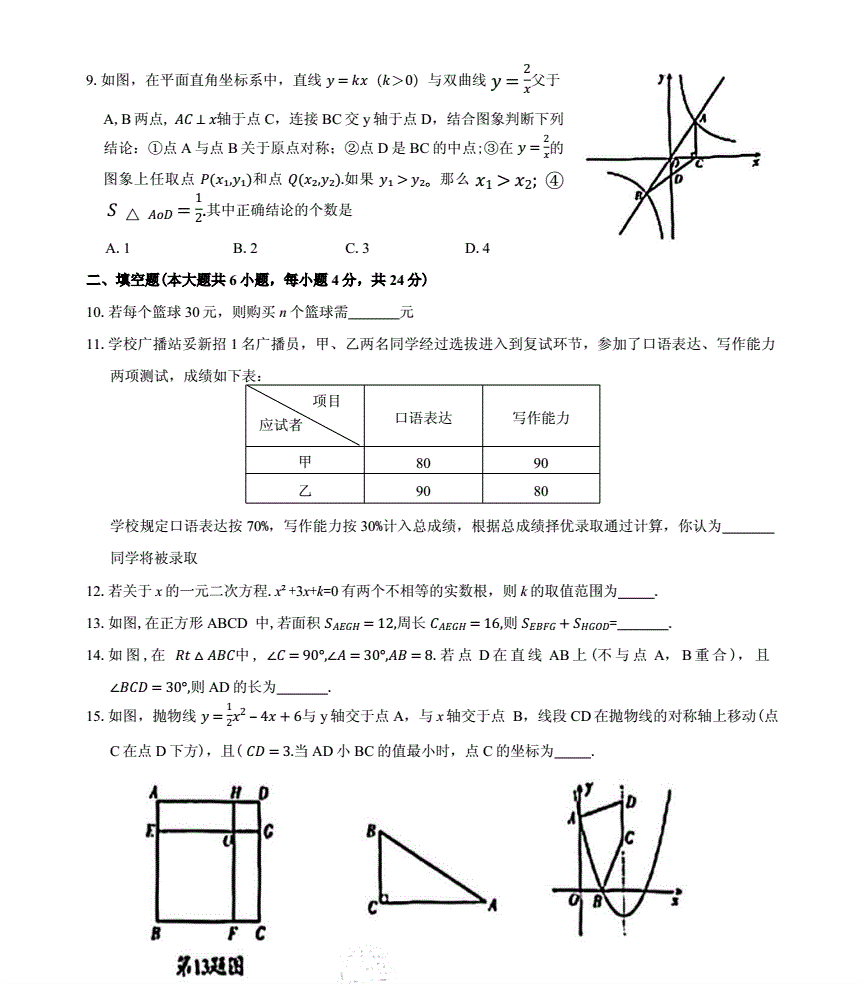 9. 如图，在平面直角坐标系中，直线 y = kx（k＞0）与双曲线 y = 2/x父于
A, B 两点, AC ⊥ x轴于点 C，连接 BC 交 y 轴于点 D，结合图象判断下列
结论：①点 A 与点 B 关于原点对称；②点 D 是 BC 的中点;③在 y = 2/x的
图象上任取点 P(x₁,y₁)和点 Q(x₂,y₂).如果 y₁ > y₂。那么 x₁ > x₂; ④
S △ AoD = 1/2.其中正确结论的个数是
A. 1 B. 2 C. 3 D. 4
y
A
O
C
x
D
B
二、填空题(本大题共 6 小题，每小题 4 分，共 24 分)
10. 若每个篮球 30 元，则购买 n 个篮球需______元
11. 学校广播站妥新招 1 名广播员，甲、乙两名同学经过选拔进入到复试环节，参加了口语表达、写作能力
两项测试，成绩如下表：
项目
应试者 口语表达 写作能力
甲 80 90
乙 90 80
学校规定口语表达按 70%，写作能力按 30%计入总成绩，根据总成绩择优录取通过计算，你认为______
同学将被录取
12. 若关于 x 的一元二次方程. x² +3x+k=0 有两个不相等的实数根，则 k 的取值范围为_____.
13. 如图,在正方形 ABCD 中,若面积 S_AEGH = 12,周长 C_AEGH = 16,则 S_EBFG + S_HGOD=______.
14. 如图,在 Rt △ ABC中, ∠C = 90°,∠A = 30°,AB = 8. 若点 D 在直线 AB 上(不与点 A, B 重合), 且
∠BCD = 30°,则 AD 的长为______.
15. 如图，抛物线 y = 1/2x² – 4x + 6与 y 轴交于点 A，与 x 轴交于点 B，线段 CD 在抛物线的对称轴上移动(点
C 在点 D 下方)，且( CD = 3.当 AD 小 BC 的值最小时，点 C 的坐标为_____.
A H D
E G
B F C
第13题图
B
C A
y
A D
C
O B x